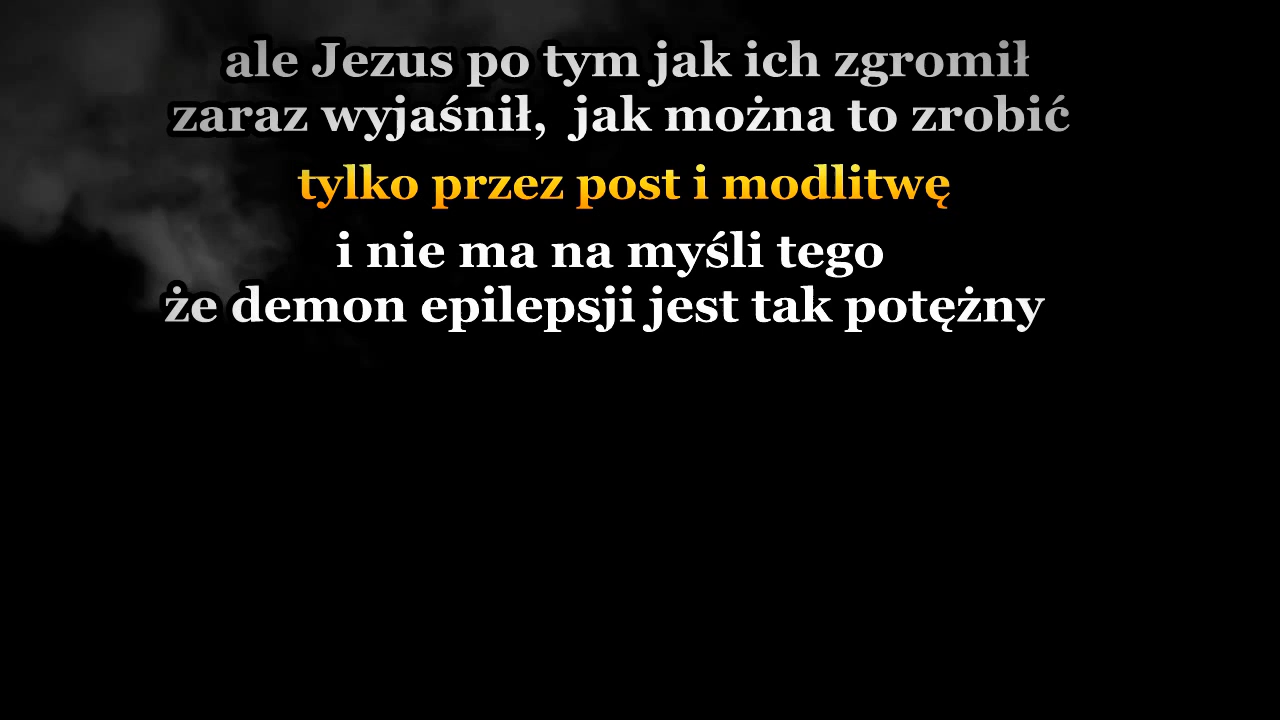 ale Jezus po tym jak ich zgromił
zaraz wyjaśnił, jak można to zrobić
tylko przez post i modlitwę
i nie ma na myśli tego
że demon epilepsji jest tak potężny